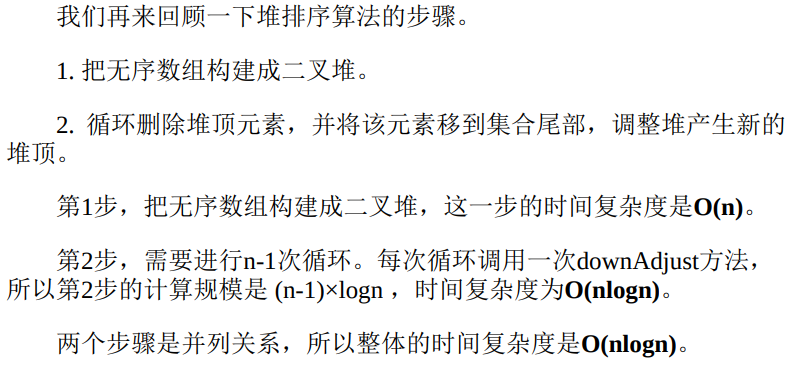 我们再来回顾一下堆排序算法的步骤。
1. 把无序数组构建成二叉堆。
2. 循环删除堆顶元素，并将该元素移到集合尾部，调整堆产生新的
堆顶。
第1步，把无序数组构建成二叉堆，这一步的时间复杂度是O(n)。
第2步，需要进行n-1次循环。每次循环调用一次downAdjust方法，
所以第2步的计算规模是 (n-1)×logn ，时间复杂度为O(nlogn)。
两个步骤是并列关系，所以整体的时间复杂度是O(nlogn)。